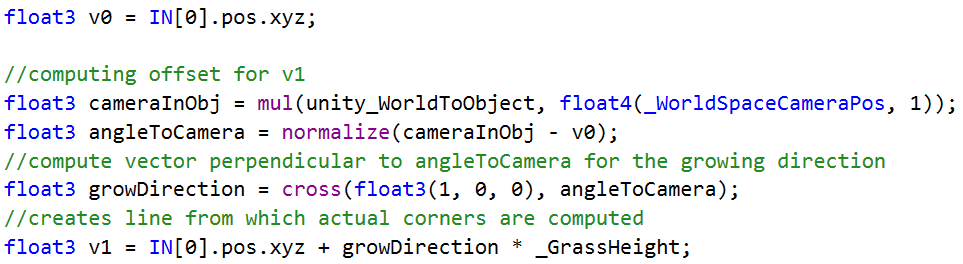 float3 v0 = IN[0].pos.xyz;
//computing offset for v1
float3 cameraInObj = mul(unity_WorldToObject, float4(_WorldSpaceCameraPos, 1));
float3 angleToCamera = normalize(cameraInObj - v0);
//compute vector perpendicular to angleToCamera for the growing direction
float3 growDirection = cross(float3(1, 0, 0), angleToCamera);
//creates line from which actual corners are computed
float3 v1 = IN[0].pos.xyz + growDirection * _GrassHeight;